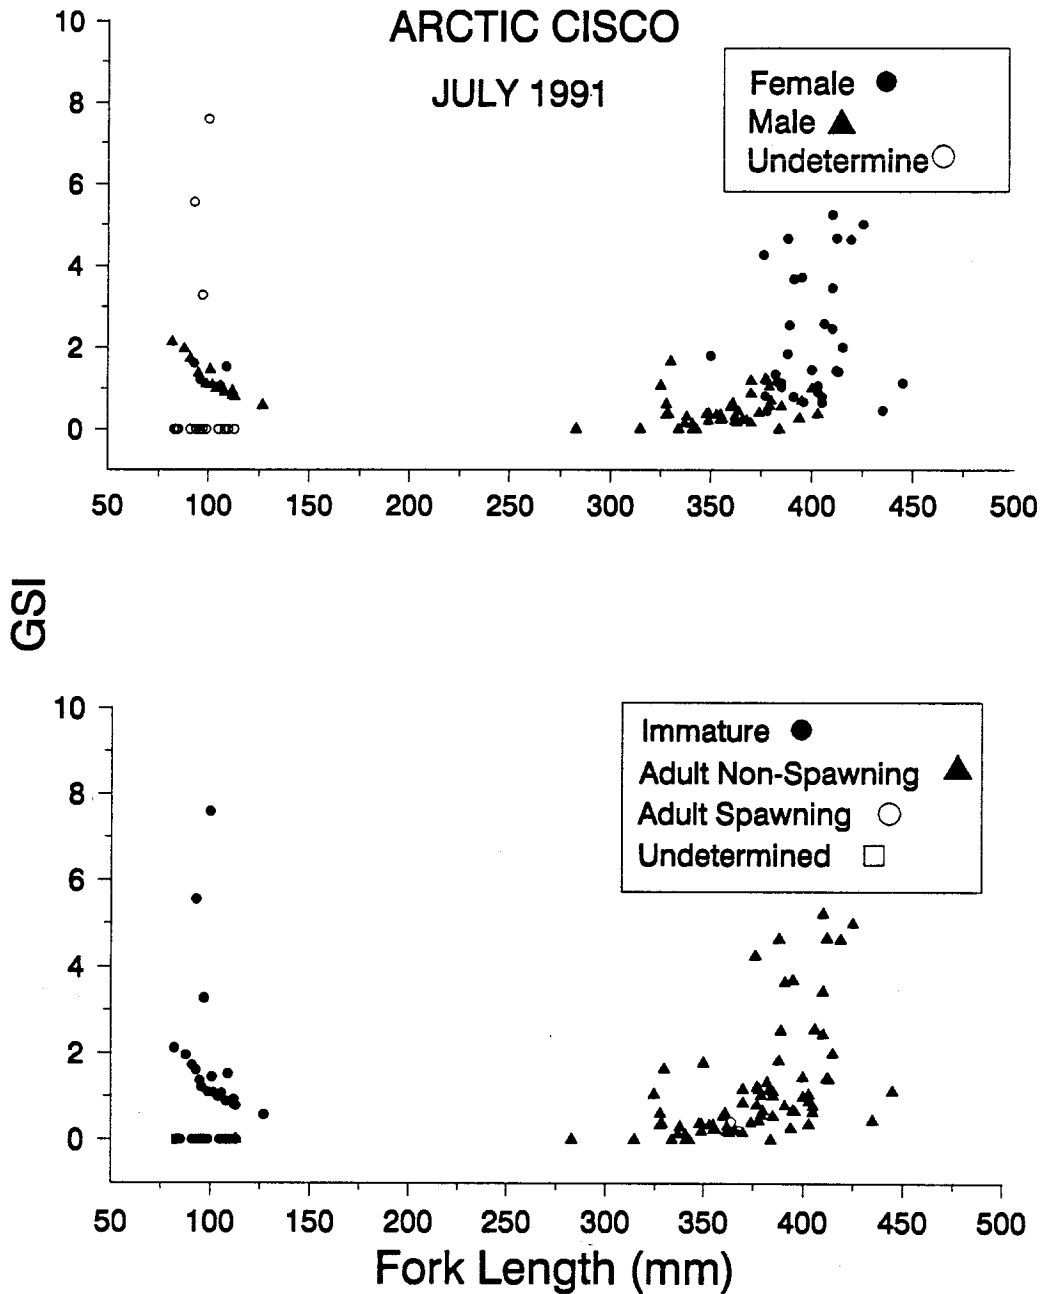 ARCTIC CISCO
JULY 1991
Female
Male
Undetermine
10
8
6
4
2
0
50 100 150 200 250 300 350 400 450 500
GSI
Immature
Adult Non-Spawning
Adult Spawning
Undetermined
10
8
6
4
2
0
50 100 150 200 250 300 350 400 450 500
Fork Length (mm)